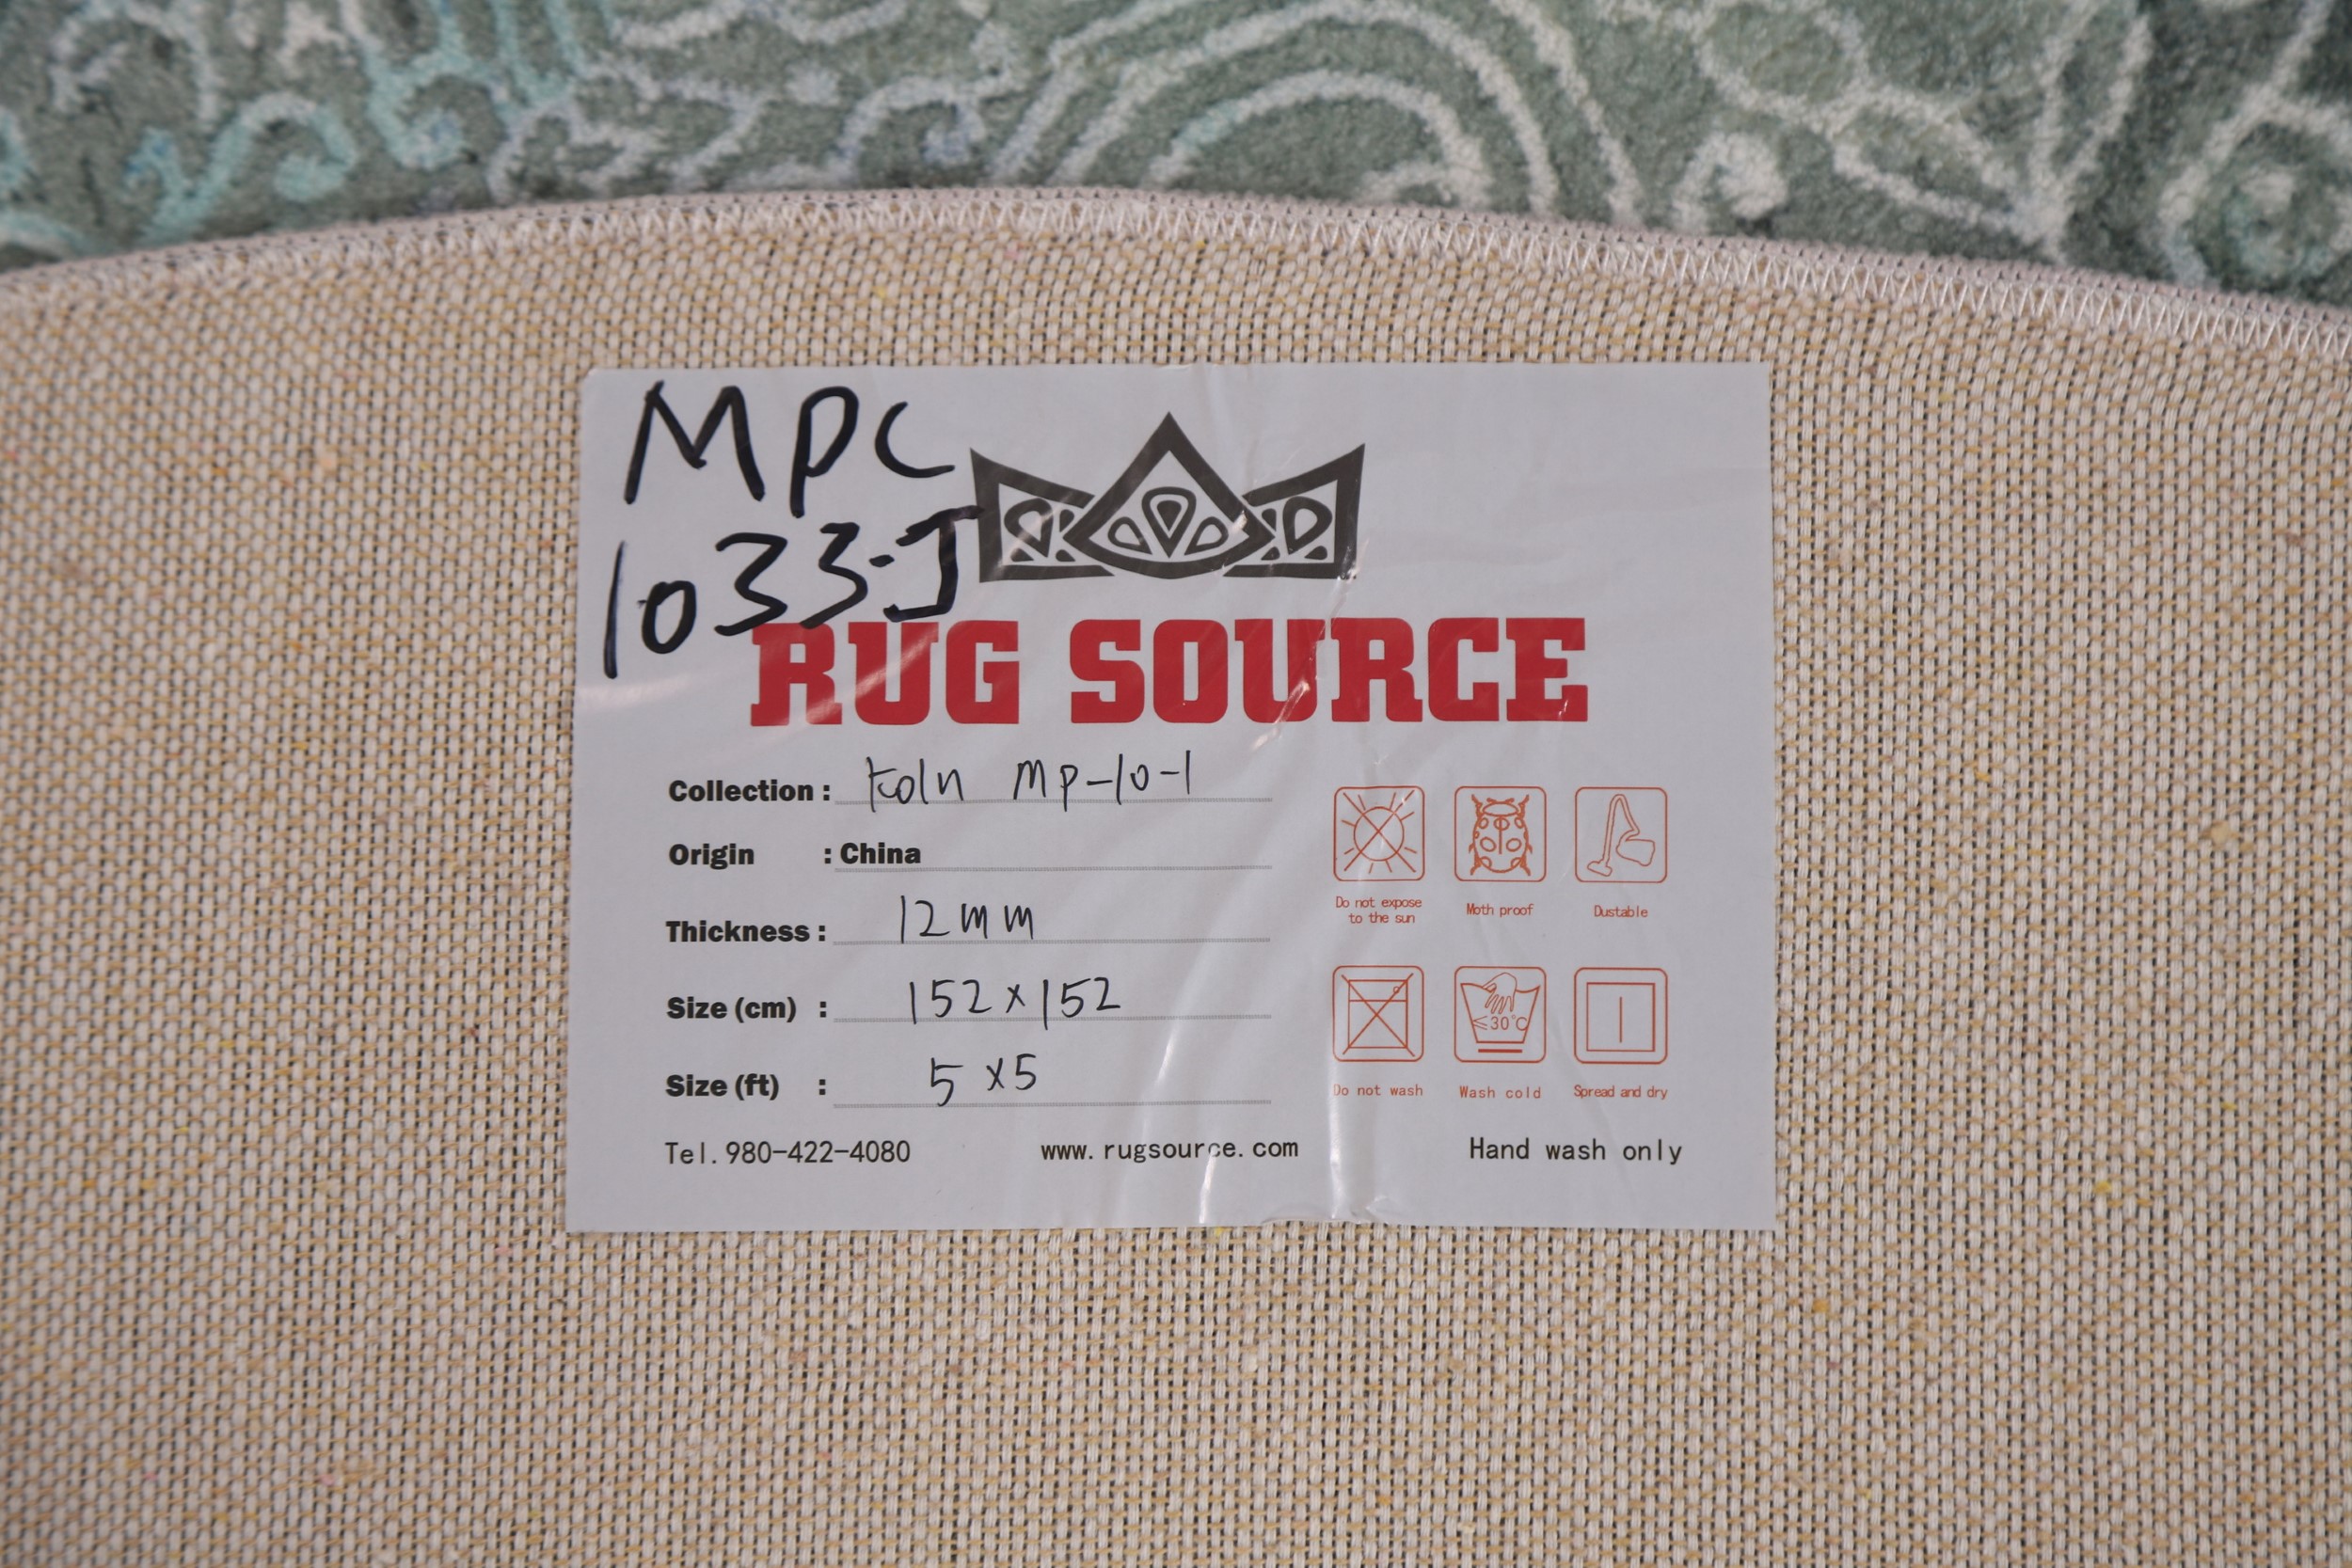 MPC
1033-J
RUG SOURCE
Collection : Koln MP-10-1
Origin : China
Thickness : 12mm
Size (cm) : 152x152
Size (ft) : 5x5
Do not expose
to the sun
Moth proof
Dustable
≤30°C
Do not wash
Wash cold
Spread and dry
Tel. 980-422-4080 www. rugsource. com Hand wash only